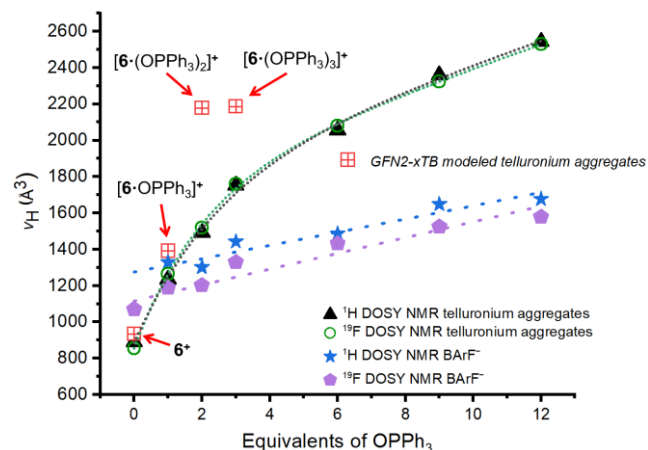 2600
2400
2200
2000
1800
1600
1400
1200
1000
800
600
νH (Å³)
[6·(OPPh₃)₂]⁺
[6·(OPPh₃)₃]⁺
[6·OPPh₃]⁺
6⁺
GFN2-xTB modeled telluronium aggregates
¹H DOSY NMR telluronium aggregates
¹⁹F DOSY NMR telluronium aggregates
¹H DOSY NMR BArF⁻
¹⁹F DOSY NMR BArF⁻
0 2 4 6 8 10 12
Equivalents of OPPh₃